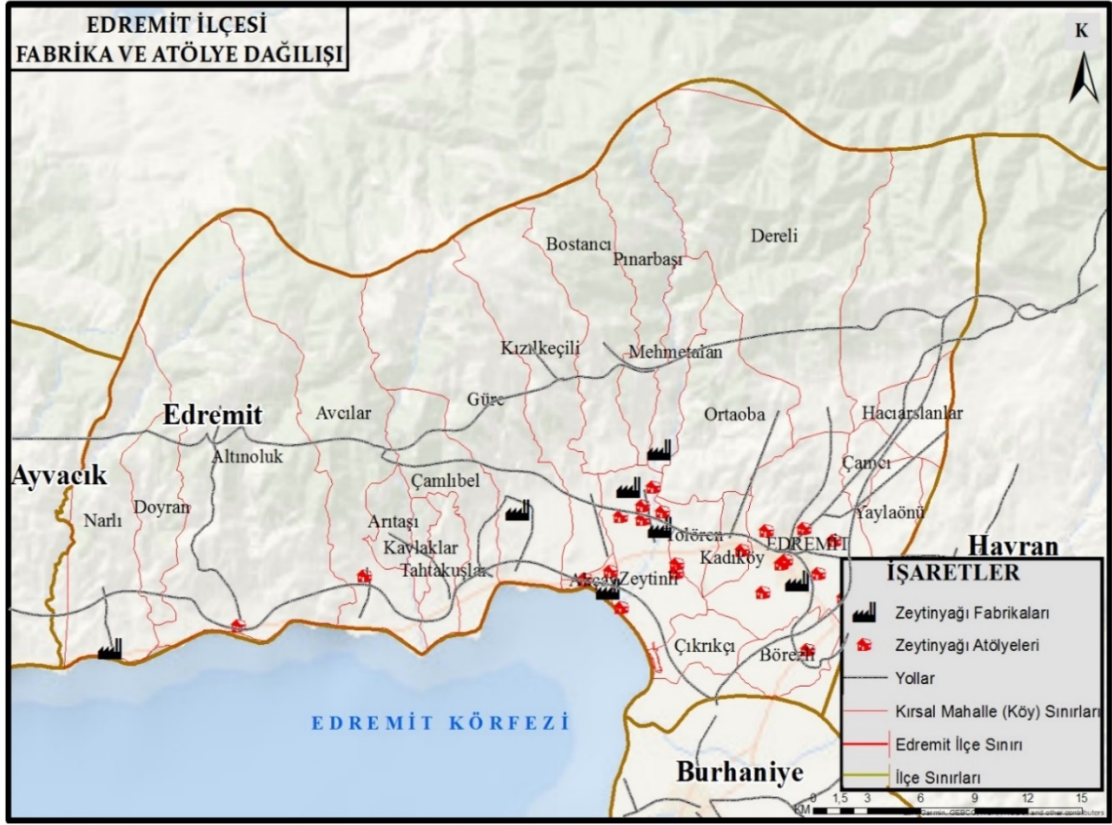 EDREMİT İLÇESİ
FABRİKA VE ATÖLYE DAĞILIŞI
K
Dereli
Bostancı
Pınarbaşı
Kızılkeçili
Mehmetalan
Güre
Edremit
Avcılar
Ortaoba
Hacıarslanlar
Altınoluk
Ayvacık
Çamlıbel
Çamcı
Doyran
Narlı
Arıtaşı
Yaylaönü
Yolören
EDREMİT
Kavlaklar
Kadıköy
Havran
Tahtakuşlar
Akçay
Zeytinli
Çıkrıkçı
Börezli
EDREMİT KÖRFEZİ
Burhaniye
İŞARETLER
Zeytinyağı Fabrikaları
Zeytinyağı Atölyeleri
Yollar
Kırsal Mahalle (Köy) Sınırları
Edremit İlçe Sınırı
İlçe Sınırları
0 1,5 3 6 9 12 15
KM